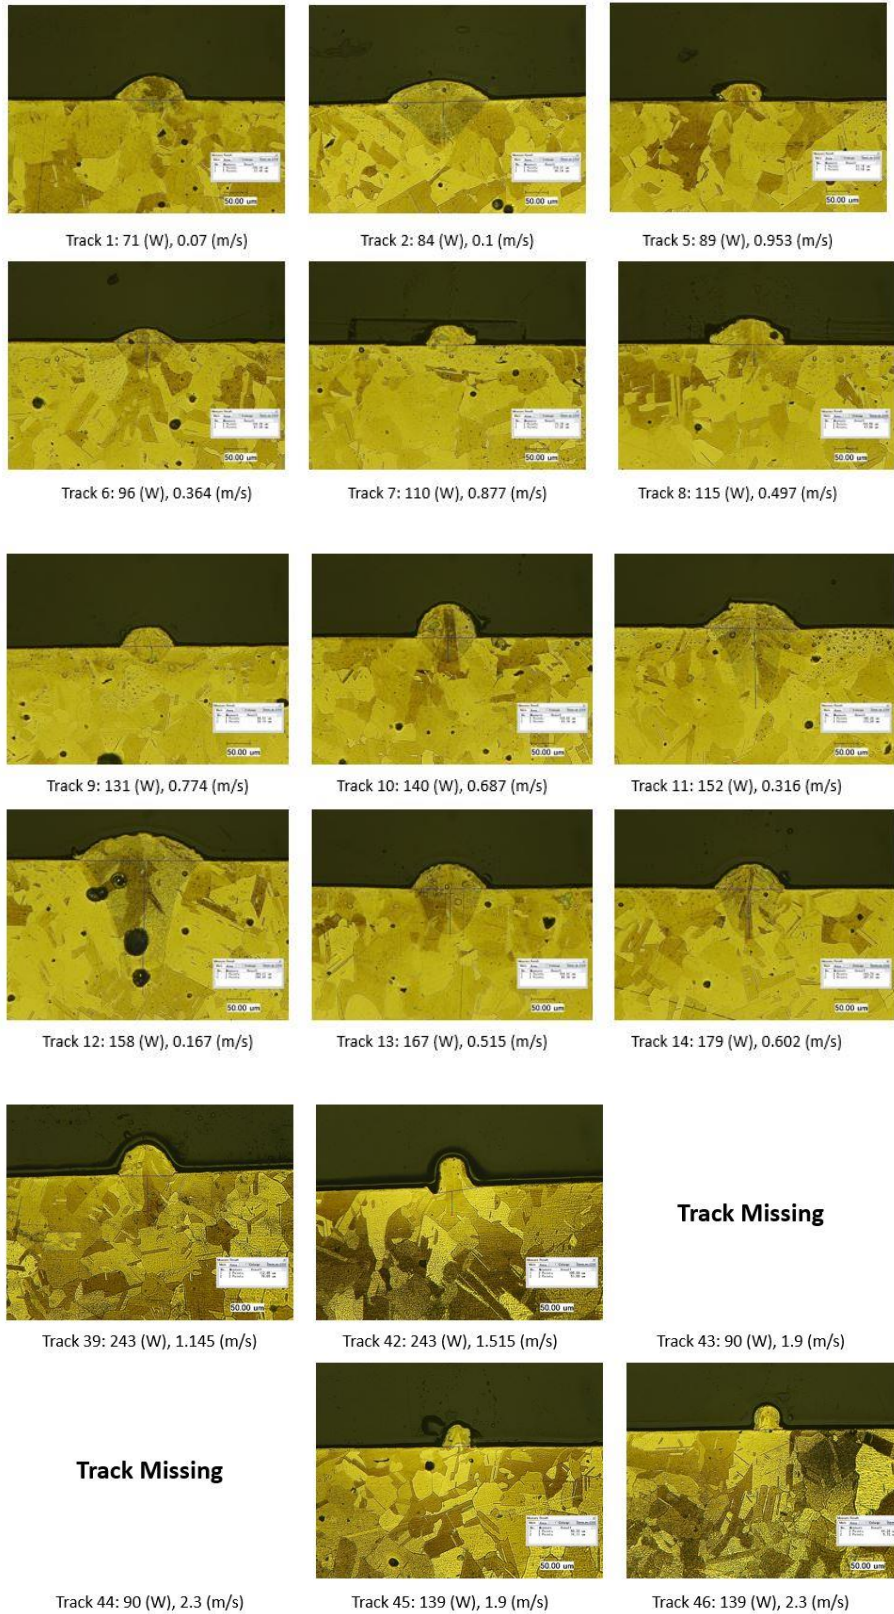 50.00 um
50.00 um
50.00 um
Track 1: 71 (W), 0.07 (m/s)
Track 2: 84 (W), 0.1 (m/s)
Track 5: 89 (W), 0.953 (m/s)
50.00 um
50.00 um
50.00 um
Track 6: 96 (W), 0.364 (m/s)
Track 7: 110 (W), 0.877 (m/s)
Track 8: 115 (W), 0.497 (m/s)
50.00 um
50.00 um
50.00 um
Track 9: 131 (W), 0.774 (m/s)
Track 10: 140 (W), 0.687 (m/s)
Track 11: 152 (W), 0.316 (m/s)
50.00 um
50.00 um
50.00 um
Track 12: 158 (W), 0.167 (m/s)
Track 13: 167 (W), 0.515 (m/s)
Track 14: 179 (W), 0.602 (m/s)
50.00 um
50.00 um
Track Missing
Track 39: 243 (W), 1.145 (m/s)
Track 42: 243 (W), 1.515 (m/s)
Track 43: 90 (W), 1.9 (m/s)
Track Missing
50.00 um
50.00 um
Track 44: 90 (W), 2.3 (m/s)
Track 45: 139 (W), 1.9 (m/s)
Track 46: 139 (W), 2.3 (m/s)